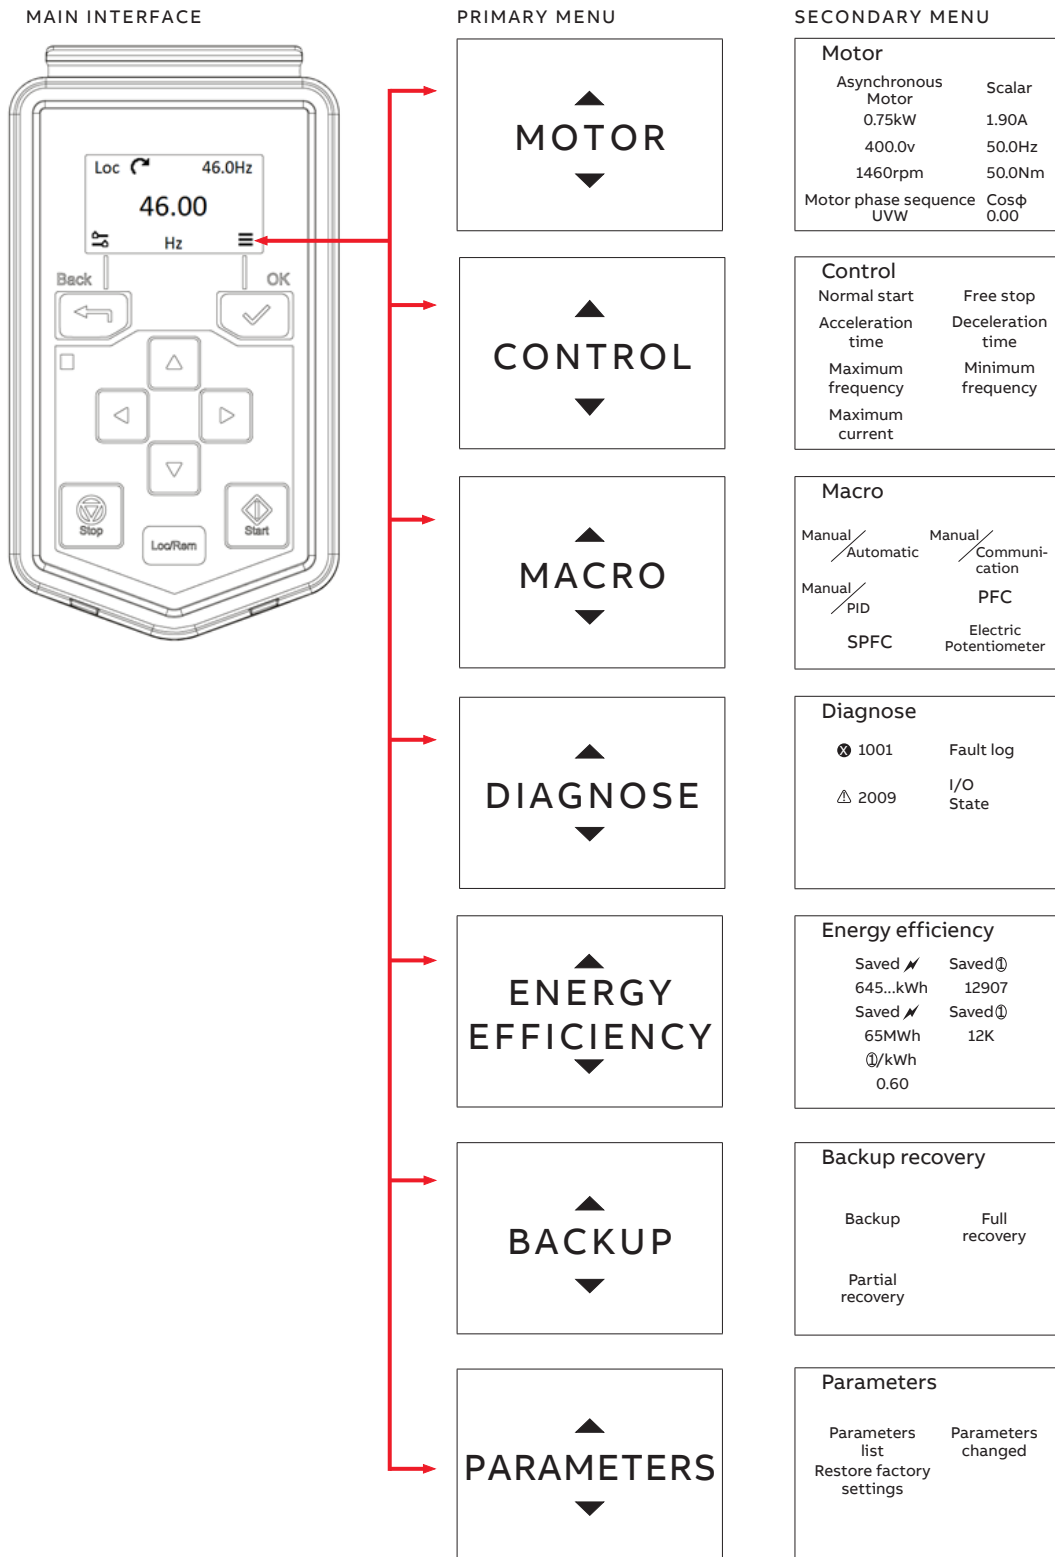 MAIN INTERFACE
PRIMARY MENU
SECONDARY MENU
Loc 46.0Hz
46.00
Hz
Back OK
Stop
Loc/Rem
Start
MOTOR
Motor
Asynchronous Motor Scalar
0.75kW 1.90A
400.0v 50.0Hz
1460rpm 50.0Nm
Motor phase sequence Cosϕ
UVW 0.00
CONTROL
Control
Normal start Free stop
Acceleration Deceleration
time time
Maximum Minimum
frequency frequency
Maximum
current
MACRO
Macro
Manual/Automatic
Manual/Communi-
cation
Manual/PID
PFC
SPFC
Electric
Potentiometer
DIAGNOSE
Diagnose
1001 Fault log
2009 I/O
State
ENERGY
EFFICIENCY
Energy efficiency
Saved Saved①
645...kWh 12907
Saved Saved①
65MWh 12K
①/kWh
0.60
BACKUP
Backup recovery
Backup Full
recovery
Partial
recovery
PARAMETERS
Parameters
Parameters Parameters
list changed
Restore factory
settings